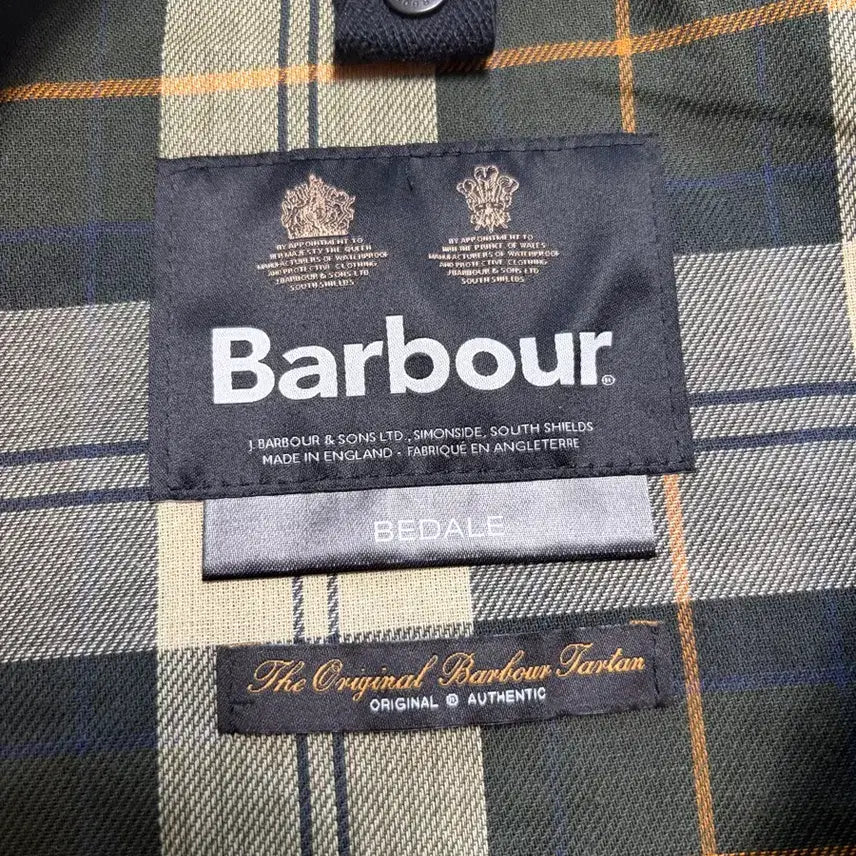 BY APPOINTMENT TO
HER MAJESTY THE QUEEN
MANUFACTURERS OF WATERPROOF
AND PROTECTIVE CLOTHING
J.BARBOUR & SONS LTD
SOUTH SHIELDS
BY APPOINTMENT TO
HRH PRINCE OF WALES
MANUFACTURERS OF WATERPROOF
AND PROTECTIVE CLOTHING
J.BARBOUR & SONS LTD
SOUTH SHIELDS
Barbour®
J. BARBOUR & SONS LTD., SIMONSIDE, SOUTH SHIELDS
MADE IN ENGLAND - FABRIQUÉ EN ANGLETERRE
BEDALE
The Original Barbour Tartan
ORIGINAL ® AUTHENTIC